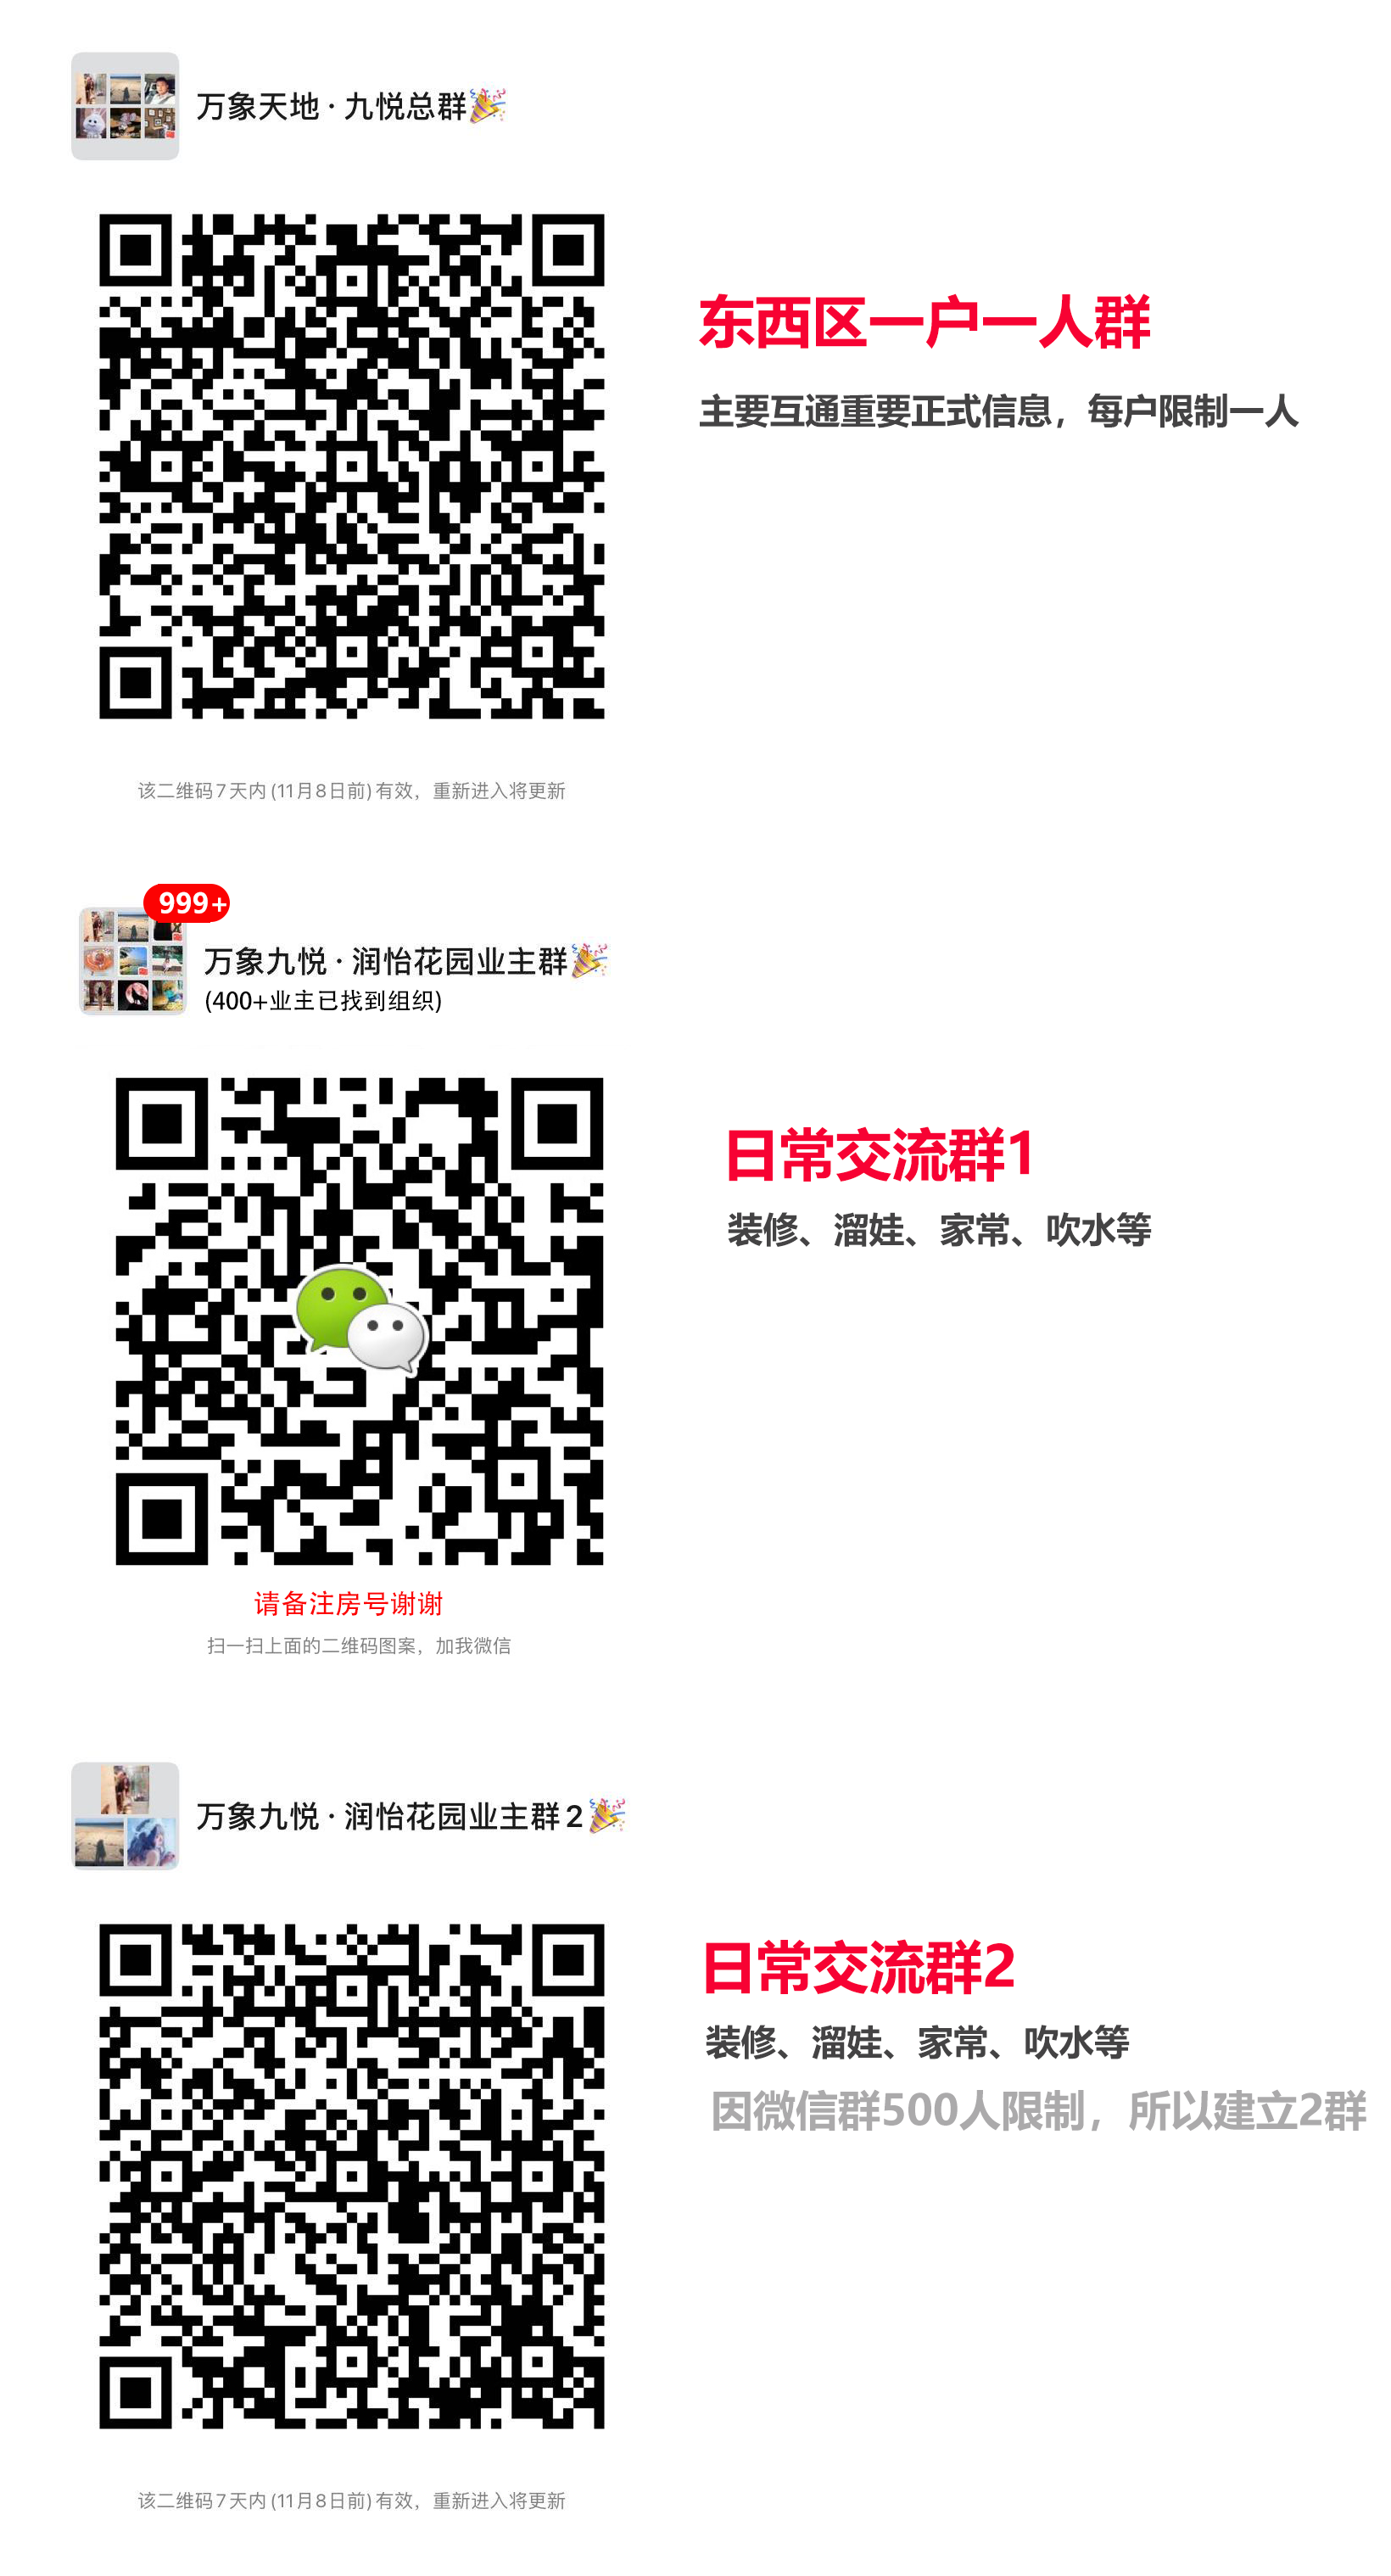 万象天地 · 九悦总群🎉
东西区一户一人群
主要互通重要正式信息，每户限制一人
该二维码7天内(11月8日前)有效，重新进入将更新
999+
万象九悦 · 润怡花园业主群🎉
(400+业主已找到组织)
日常交流群1
装修、溜娃、家常、吹水等
请备注房号谢谢
扫一扫上面的二维码图案，加我微信
万象九悦 · 润怡花园业主群2🎉
日常交流群2
装修、溜娃、家常、吹水等
因微信群500人限制，所以建立2群
该二维码7天内(11月8日前)有效，重新进入将更新